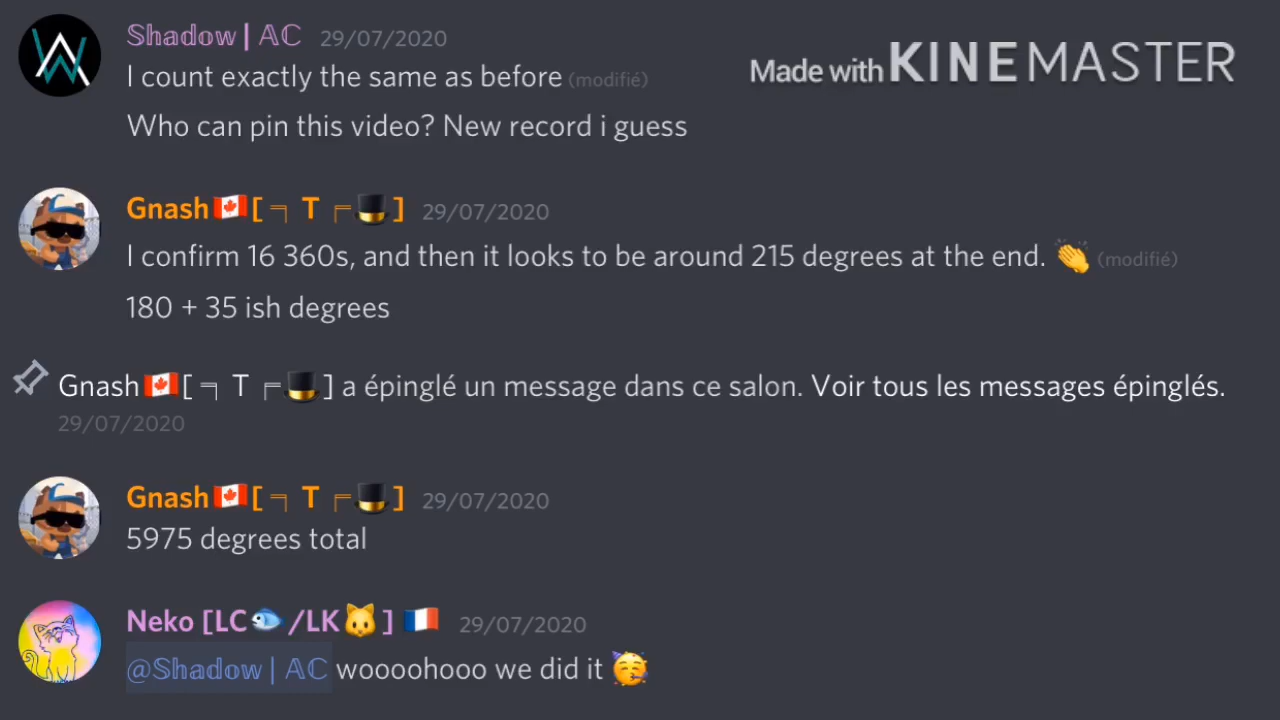 𝕊𝕙𝕒𝕕𝕠𝕨 | 𝔸ℂ 29/07/2020
I count exactly the same as before (modifié)
Made with KINEMASTER
Who can pin this video? New record i guess
Gnash🇨🇦[ ╕T ╒🎩] 29/07/2020
I confirm 16 360s, and then it looks to be around 215 degrees at the end. 👏 (modifié)
180 + 35 ish degrees
Gnash🇨🇦[ ╕T ╒🎩] a épinglé un message dans ce salon. Voir tous les messages épinglés.
29/07/2020
Gnash🇨🇦[ ╕T ╒🎩] 29/07/2020
5975 degrees total
Neko [LC🐟/LK🐱] 🇫🇷 29/07/2020
@𝕊𝕙𝕒𝕕𝕠𝕨 | 𝔸ℂ woooohooo we did it 🥳